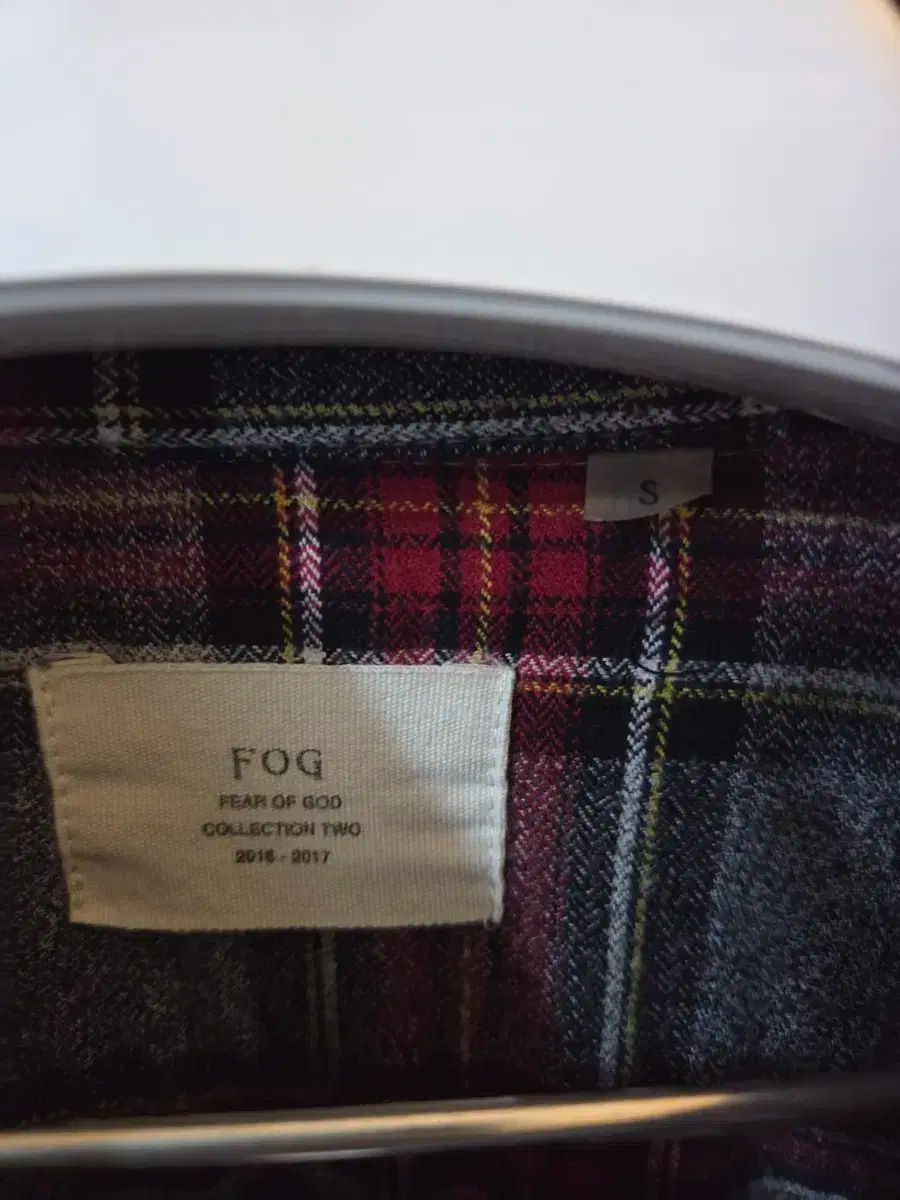 S
FOG
FEAR OF GOD
COLLECTION TWO
2016 - 2017